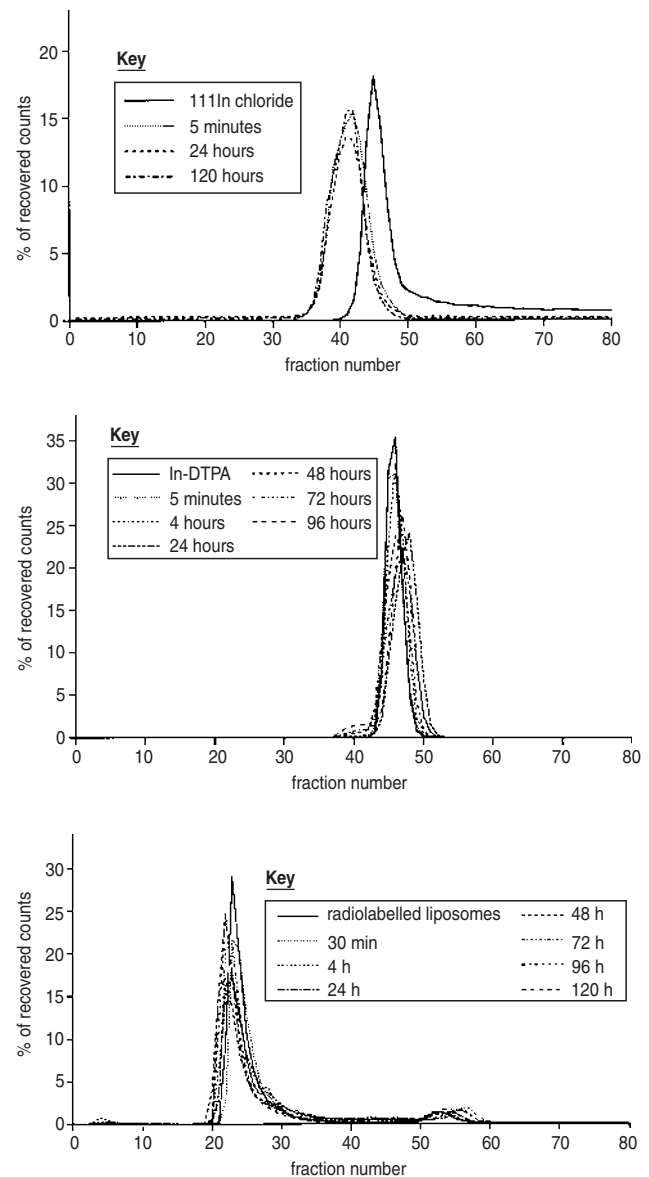 20
15
10
5
0
% of recovered counts
Key
111In chloride
5 minutes
24 hours
120 hours
0 10 20 30 40 50 60 70 80
fraction number
35
30
25
20
15
10
5
0
% of recovered counts
Key
In-DTPA 48 hours
5 minutes 72 hours
4 hours 96 hours
24 hours
0 10 20 30 40 50 60 70 80
fraction number
30
25
20
15
10
5
0
% of recovered counts
Key
radiolabelled liposomes 48 h
30 min 72 h
4 h 96 h
24 h 120 h
0 10 20 30 40 50 60 70 80
fraction number